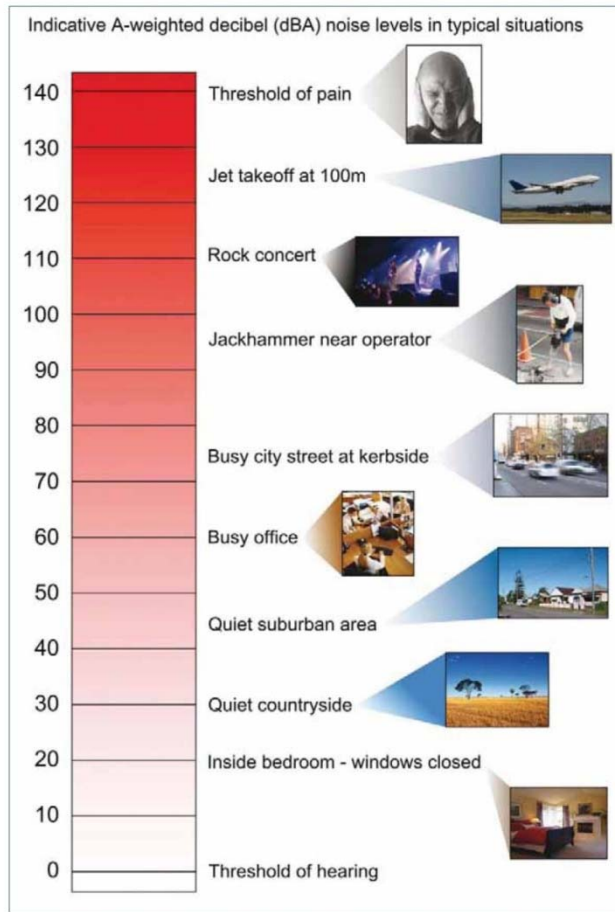 Indicative A-weighted decibel (dBA) noise levels in typical situations
140
Threshold of pain
130
Jet takeoff at 100m
120
110
Rock concert
100
Jackhammer near operator
90
80
Busy city street at kerbside
70
60
Busy office
50
Quiet suburban area
40
30
Quiet countryside
20
Inside bedroom - windows closed
10
0
Threshold of hearing